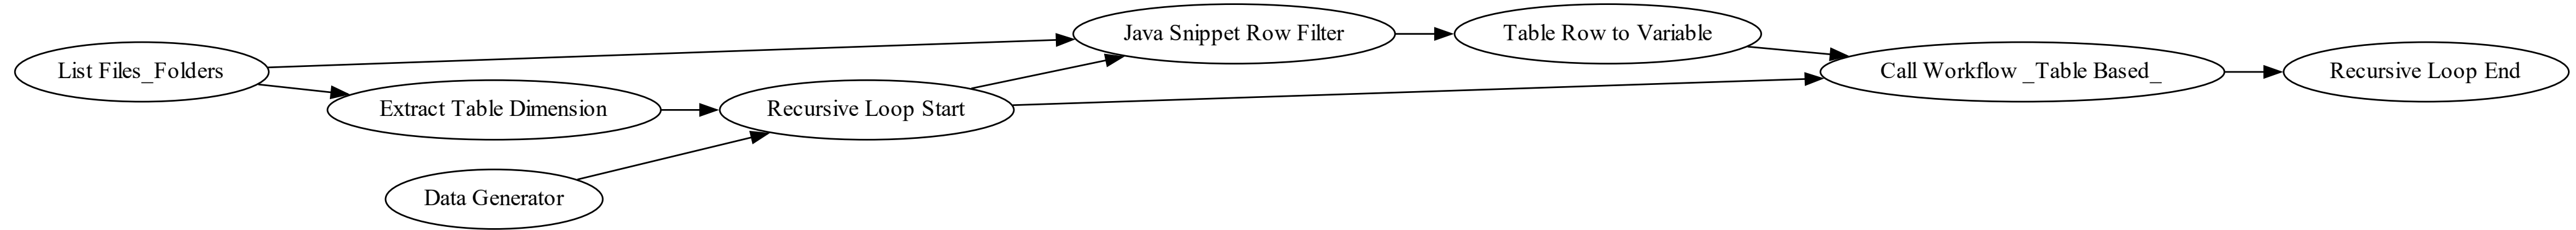 Java Snippet Row Filter
Table Row to Variable
List Files_Folders
Call Workflow _Table Based_
Recursive Loop End
Extract Table Dimension
Recursive Loop Start
Data Generator